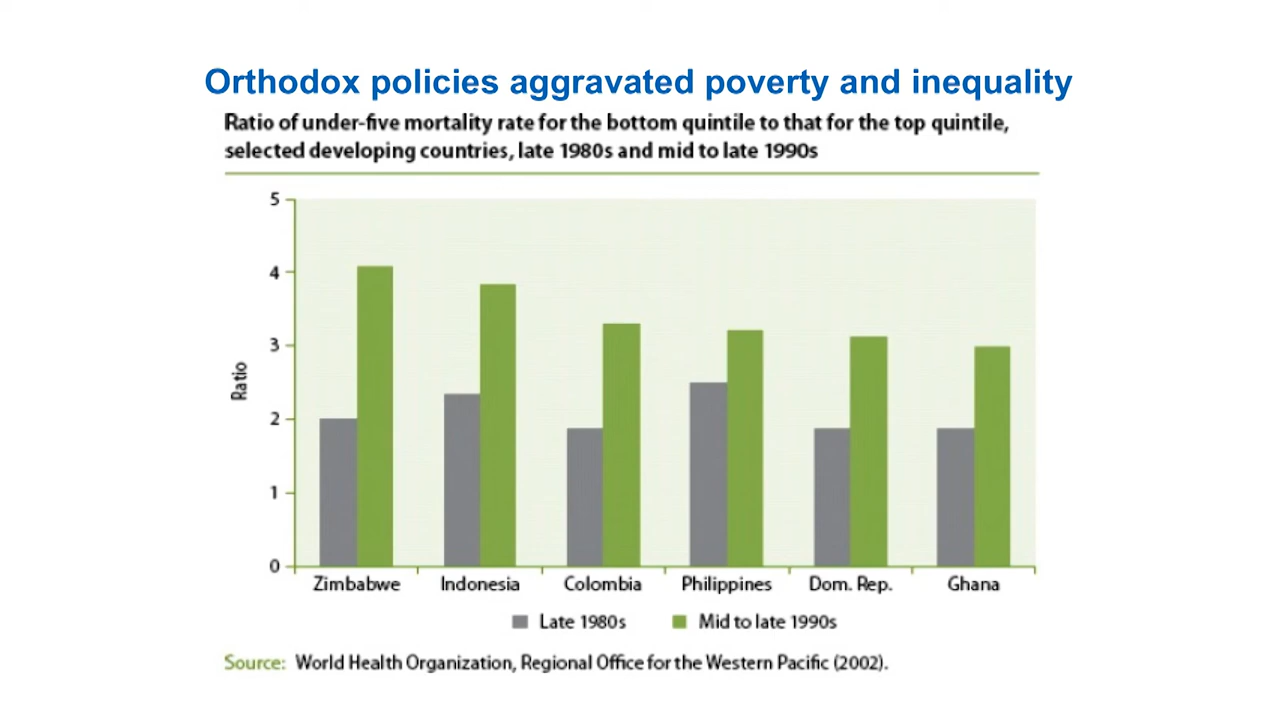 Orthodox policies aggravated poverty and inequality
Ratio of under-five mortality rate for the bottom quintile to that for the top quintile,
selected developing countries, late 1980s and mid to late 1990s
5
4
3
2
1
0
Ratio
Zimbabwe Indonesia Colombia Philippines Dom. Rep. Ghana
Late 1980s Mid to late 1990s
Source: World Health Organization, Regional Office for the Western Pacific (2002).